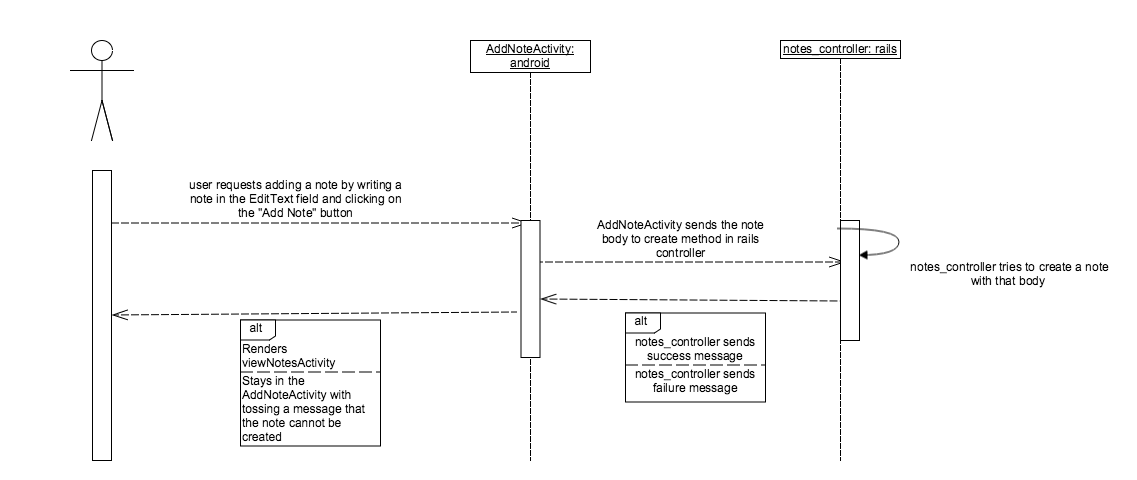 AddNoteActivity:
android
notes_controller: rails
user requests adding a note by writing a
note in the EditText field and clicking on
the "Add Note" button
AddNoteActivity sends the note
body to create method in rails
controller
notes_controller tries to create a note
with that body
alt
Renders
viewNotesActivity
Stays in the
AddNoteActivity with
tossing a message that
the note cannot be
created
alt
notes_controller sends
success message
notes_controller sends
failure message